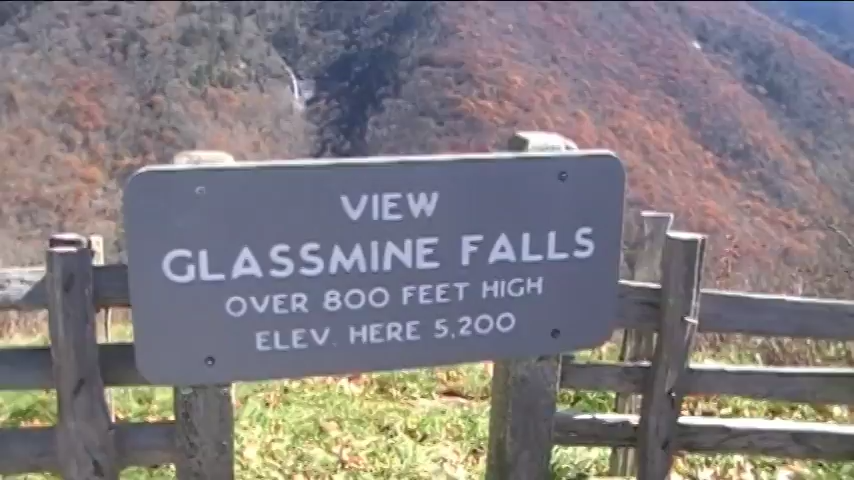 VIEW
GLASSMINE FALLS
OVER 800 FEET HIGH
ELEV. HERE 5,200